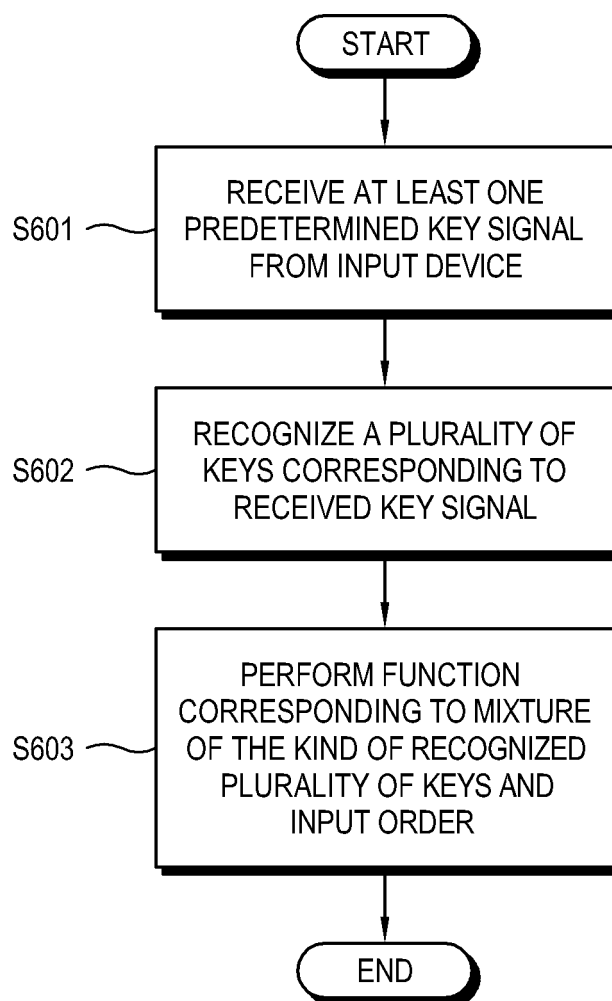 START
S601
RECEIVE AT LEAST ONE
PREDETERMINED KEY SIGNAL
FROM INPUT DEVICE
S602
RECOGNIZE A PLURALITY OF
KEYS CORRESPONDING TO
RECEIVED KEY SIGNAL
S603
PERFORM FUNCTION
CORRESPONDING TO MIXTURE
OF THE KIND OF RECOGNIZED
PLURALITY OF KEYS AND
INPUT ORDER
END